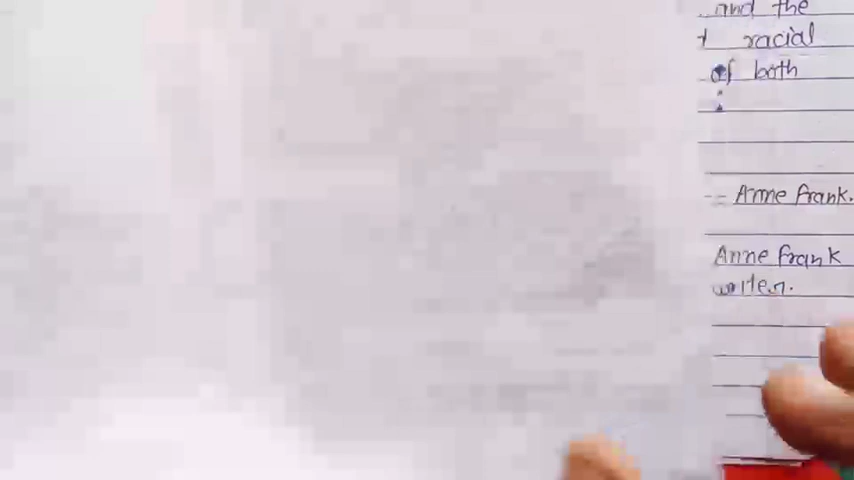 and the
racial
of both
- Anne frank.
Anne frank
writer.